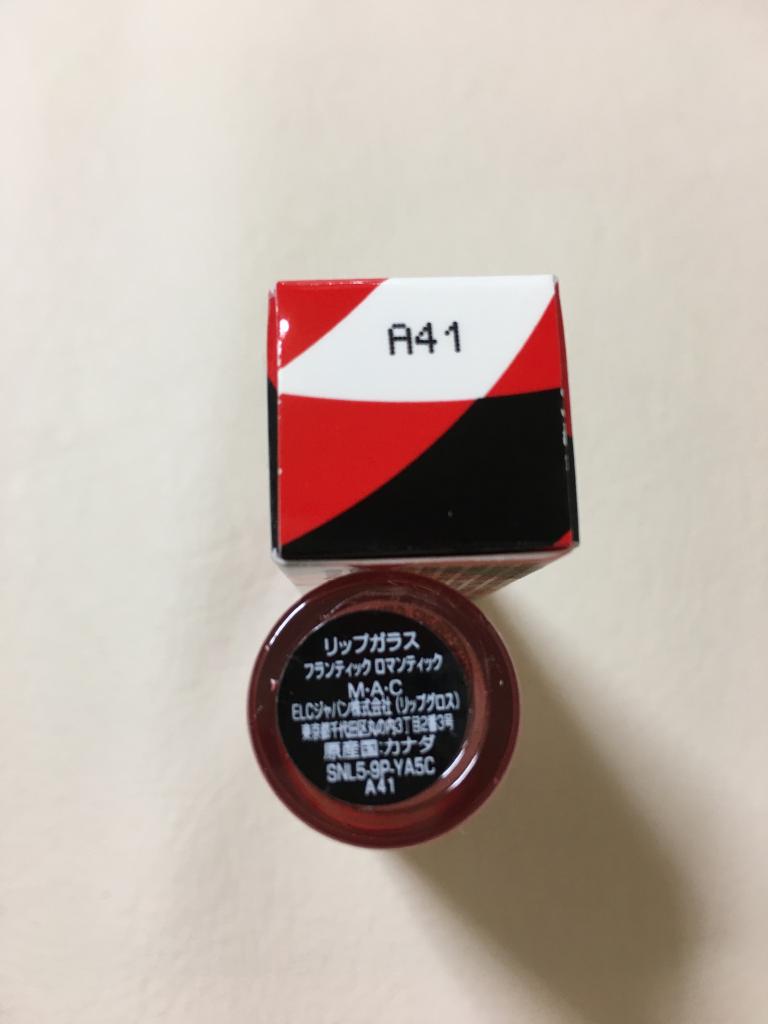 A41
リップガラス
フランティック ロマンティック
M・A・C
ELCジャパン株式会社 (リップグロス)
東京都千代田区丸の内3丁目2番3号
原産国:カナダ
SNL5-9P-YA5C
A41